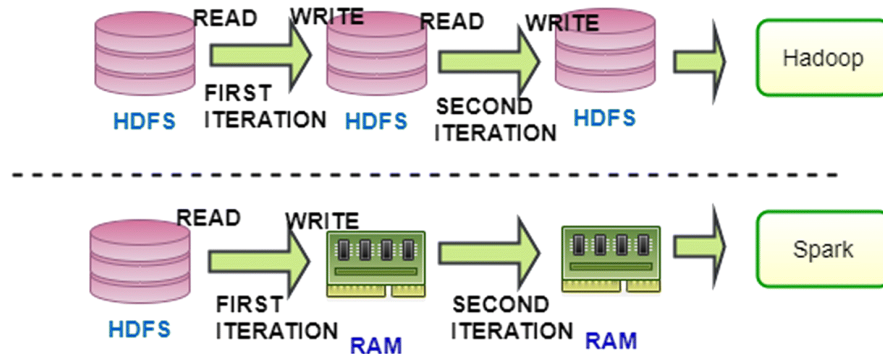 READ WRITE READ WRITE
Hadoop
FIRST
ITERATION
SECOND
ITERATION
HDFS HDFS HDFS
READ WRITE
Spark
FIRST
ITERATION
SECOND
ITERATION
HDFS RAM RAM